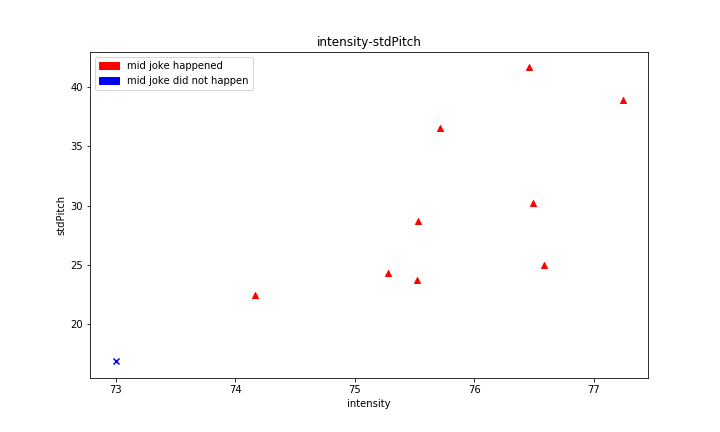 intensity-stdPitch
mid joke happened
mid joke did not happen
40
35
30
25
20
stdPitch
73 74 75 76 77
intensity